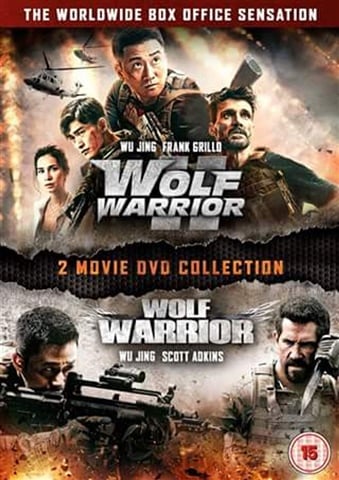 THE WORLDWIDE BOX OFFICE SENSATION
WU JING FRANK GRILLO
WOLF
WARRIOR II
2 MOVIE DVD COLLECTION
WOLF
WARRIOR
WU JING SCOTT ADKINS
15